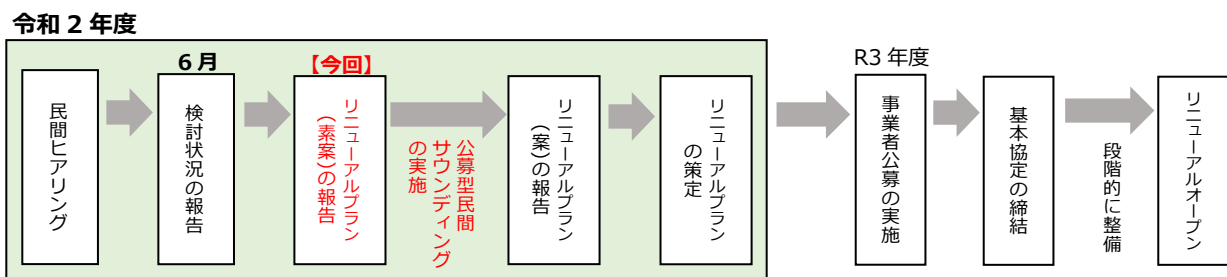 令和２年度
民間ヒアリング
６月
検討状況の報告
【今回】
リニューアルプラン
（素案）の報告
公募型民間
サウンディング
の実施
リニューアルプラン
（案）の報告
リニューアルプラン
の策定
R3 年度
事業者公募の実施
基本協定の締結
段階的に整備
リニューアルオープン